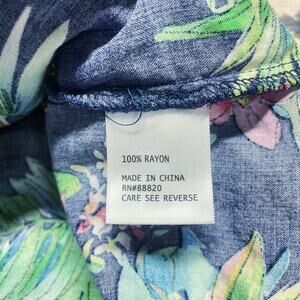 100% RAYON
MADE IN CHINA
RN#88820
CARE SEE REVERSE